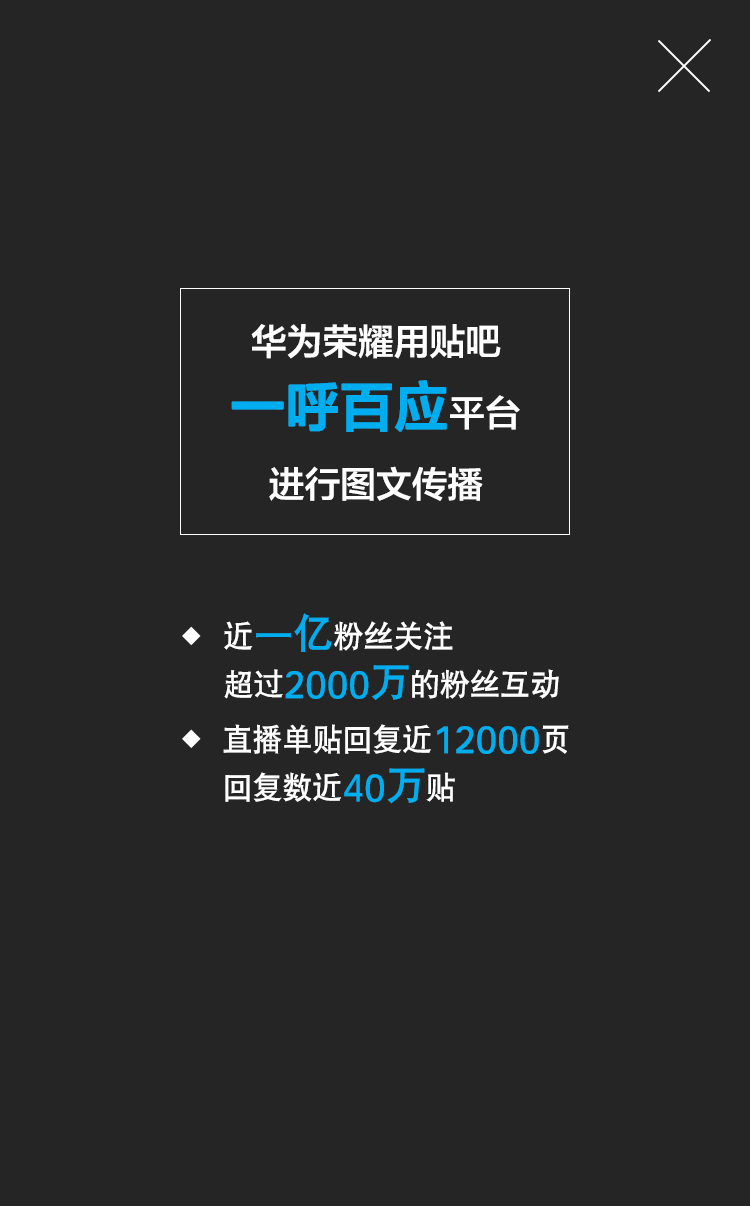 华为荣耀用贴吧
一呼百应平台
进行图文传播
近一亿粉丝关注
超过2000万的粉丝互动
直播单贴回复近12000页
回复数近40万贴